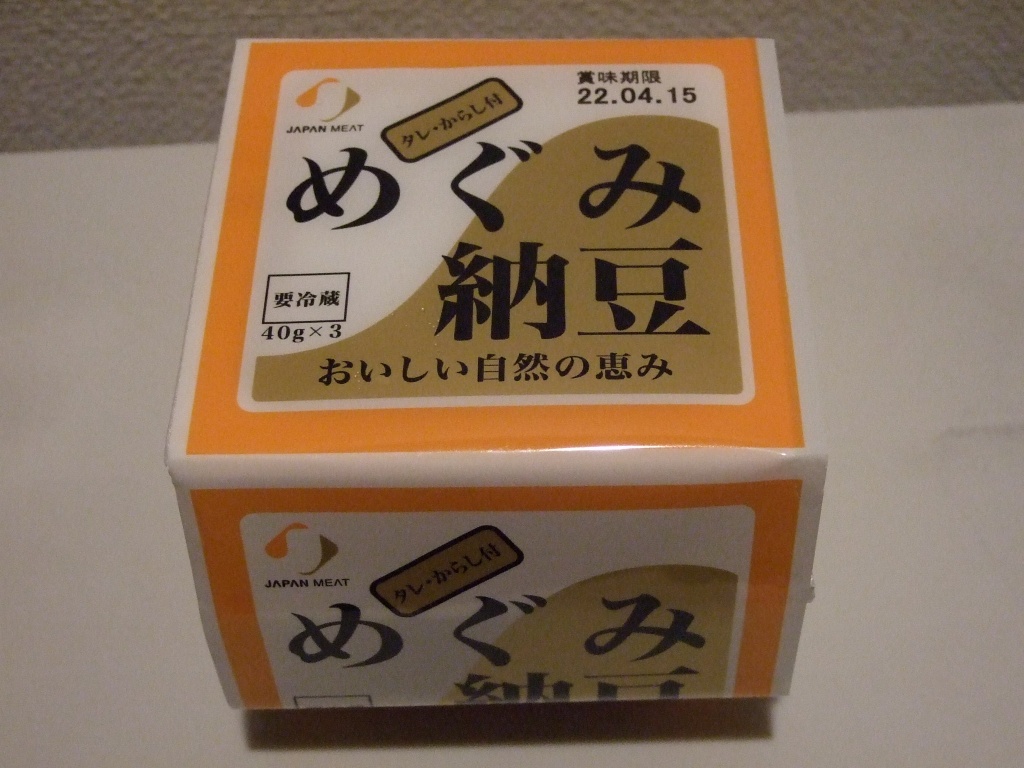 JAPAN MEAT
タレ・からし付
賞味期限
22.04.15
めぐみ
納豆
要冷蔵
40g×3
おいしい自然の恵み
JAPAN MEAT
タレ・からし付
めぐみ
納豆